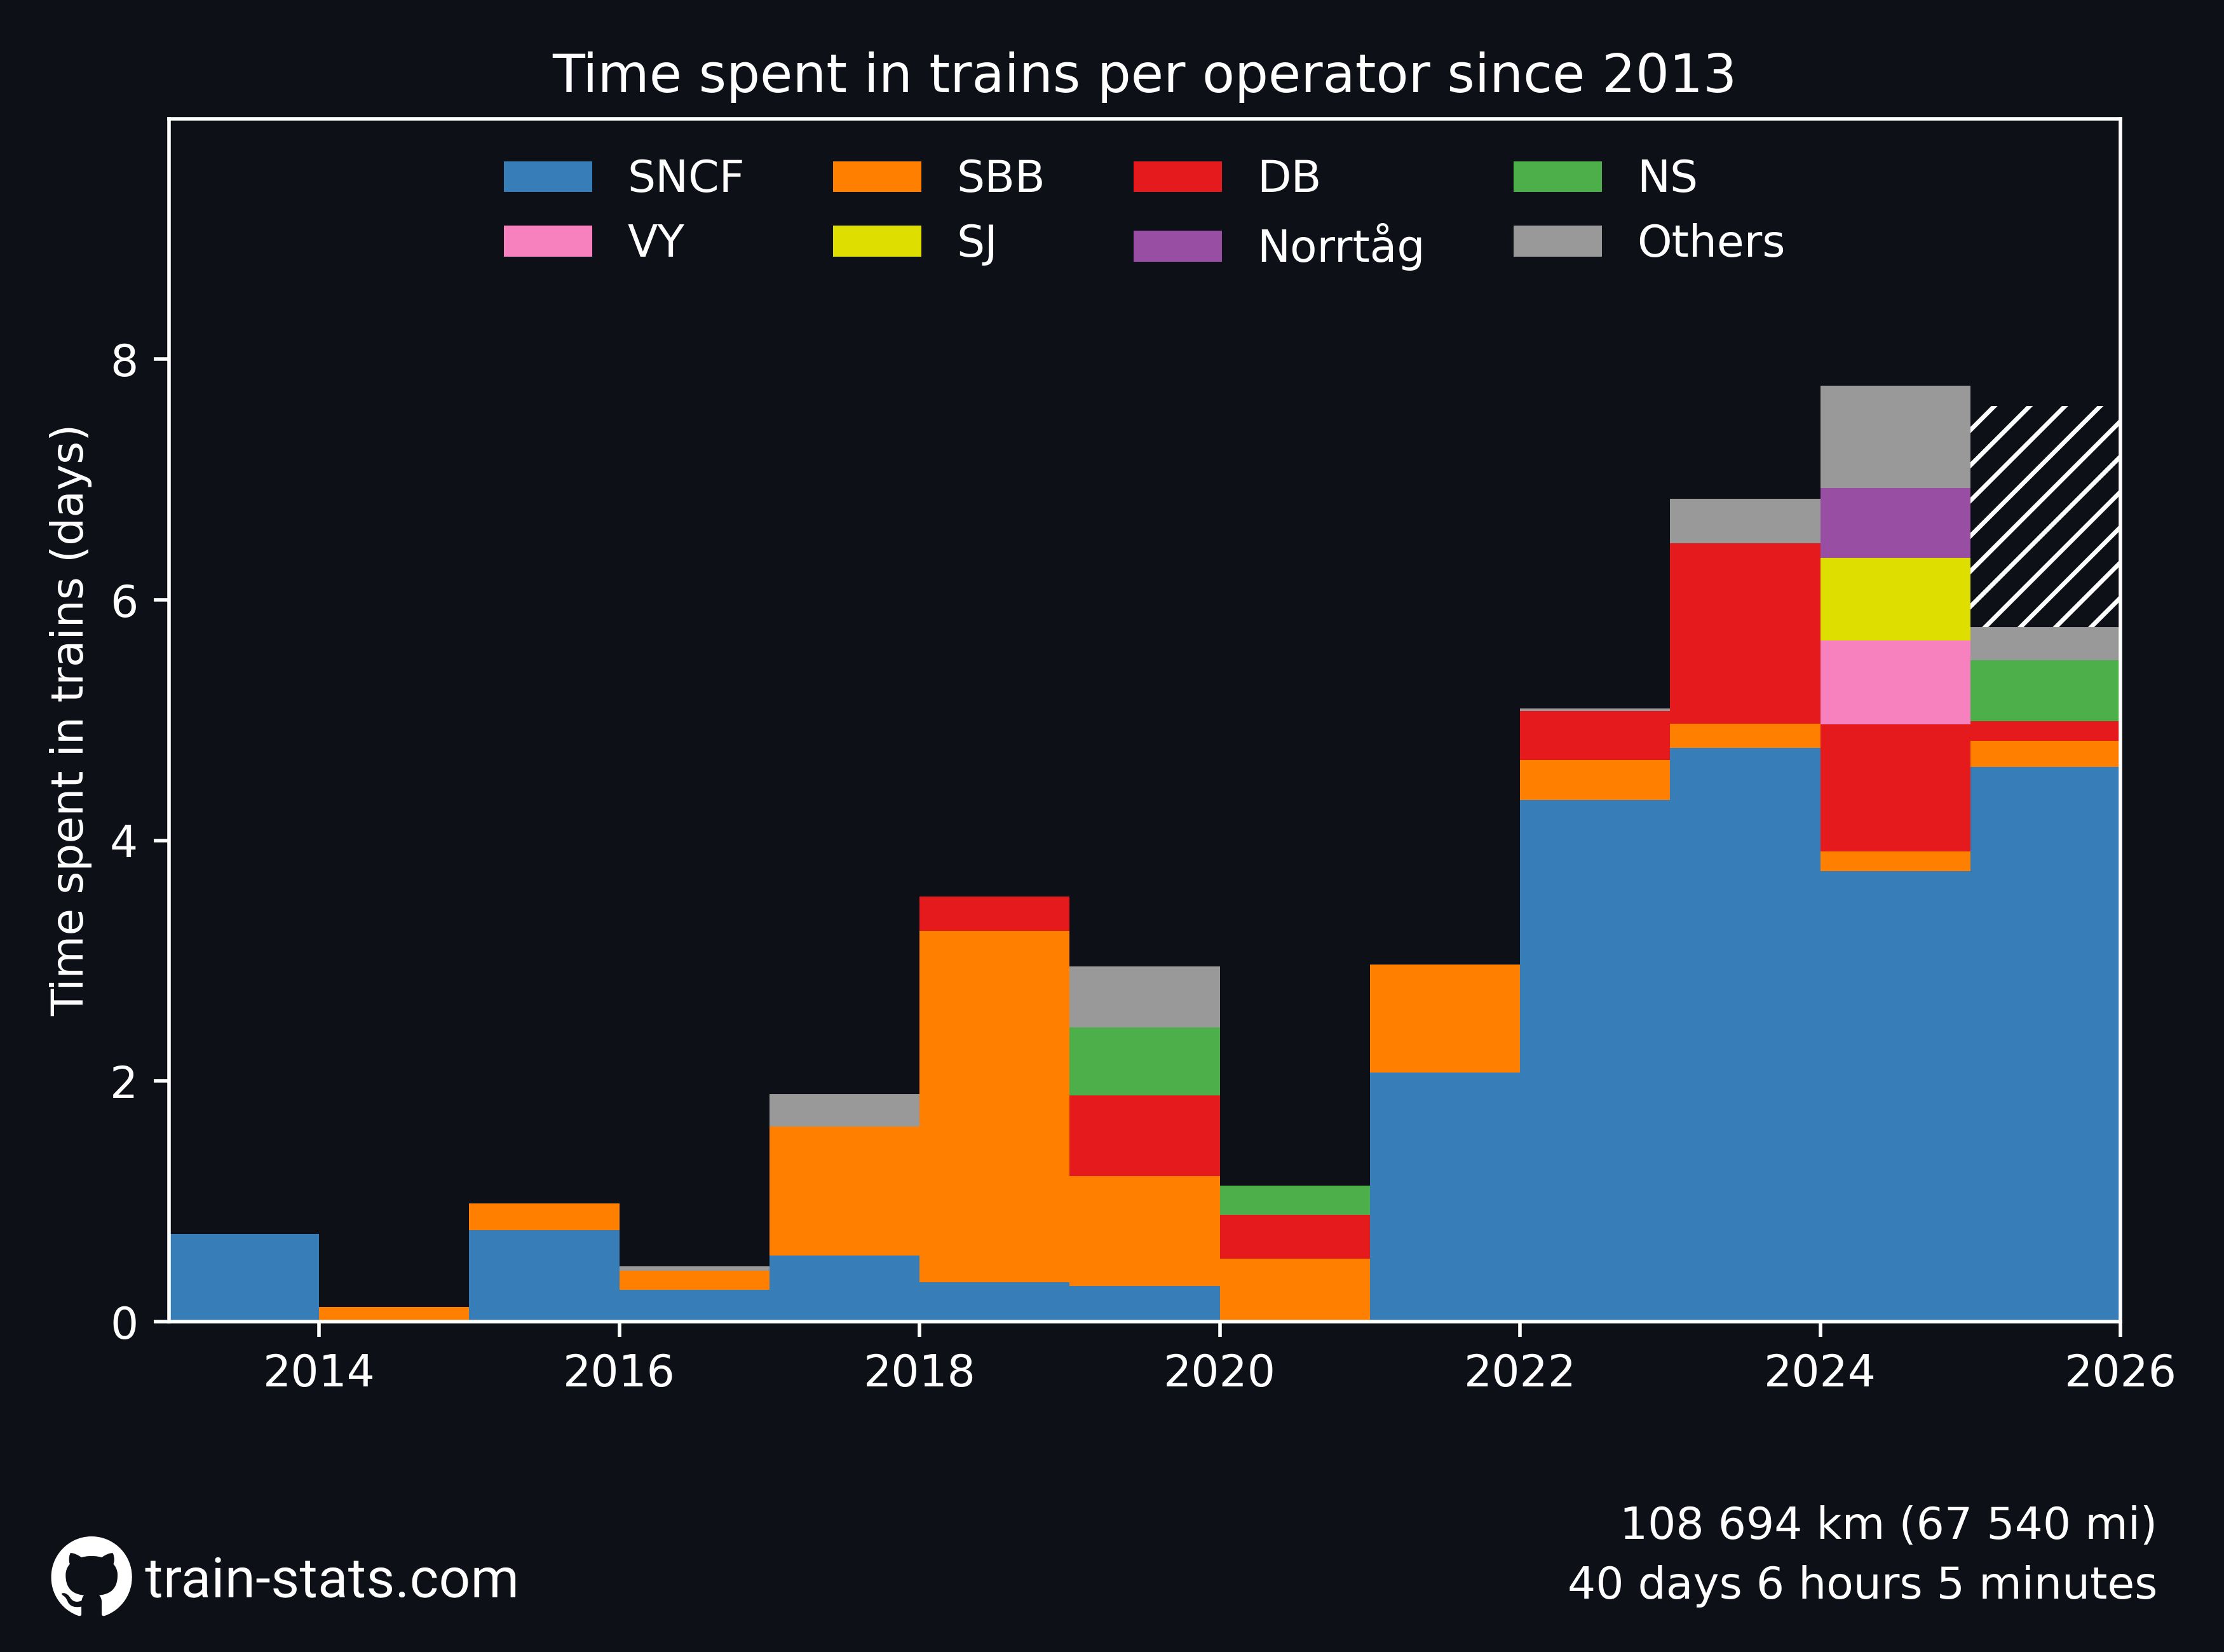 Time spent in trains per operator since 2013
SNCF SBB DB NS
VY SJ Norrtåg Others
Time spent in trains (days)
8
6
4
2
0
2014 2016 2018 2020 2022 2024 2026
108 694 km (67 540 mi)
train-stats.com
40 days 6 hours 5 minutes